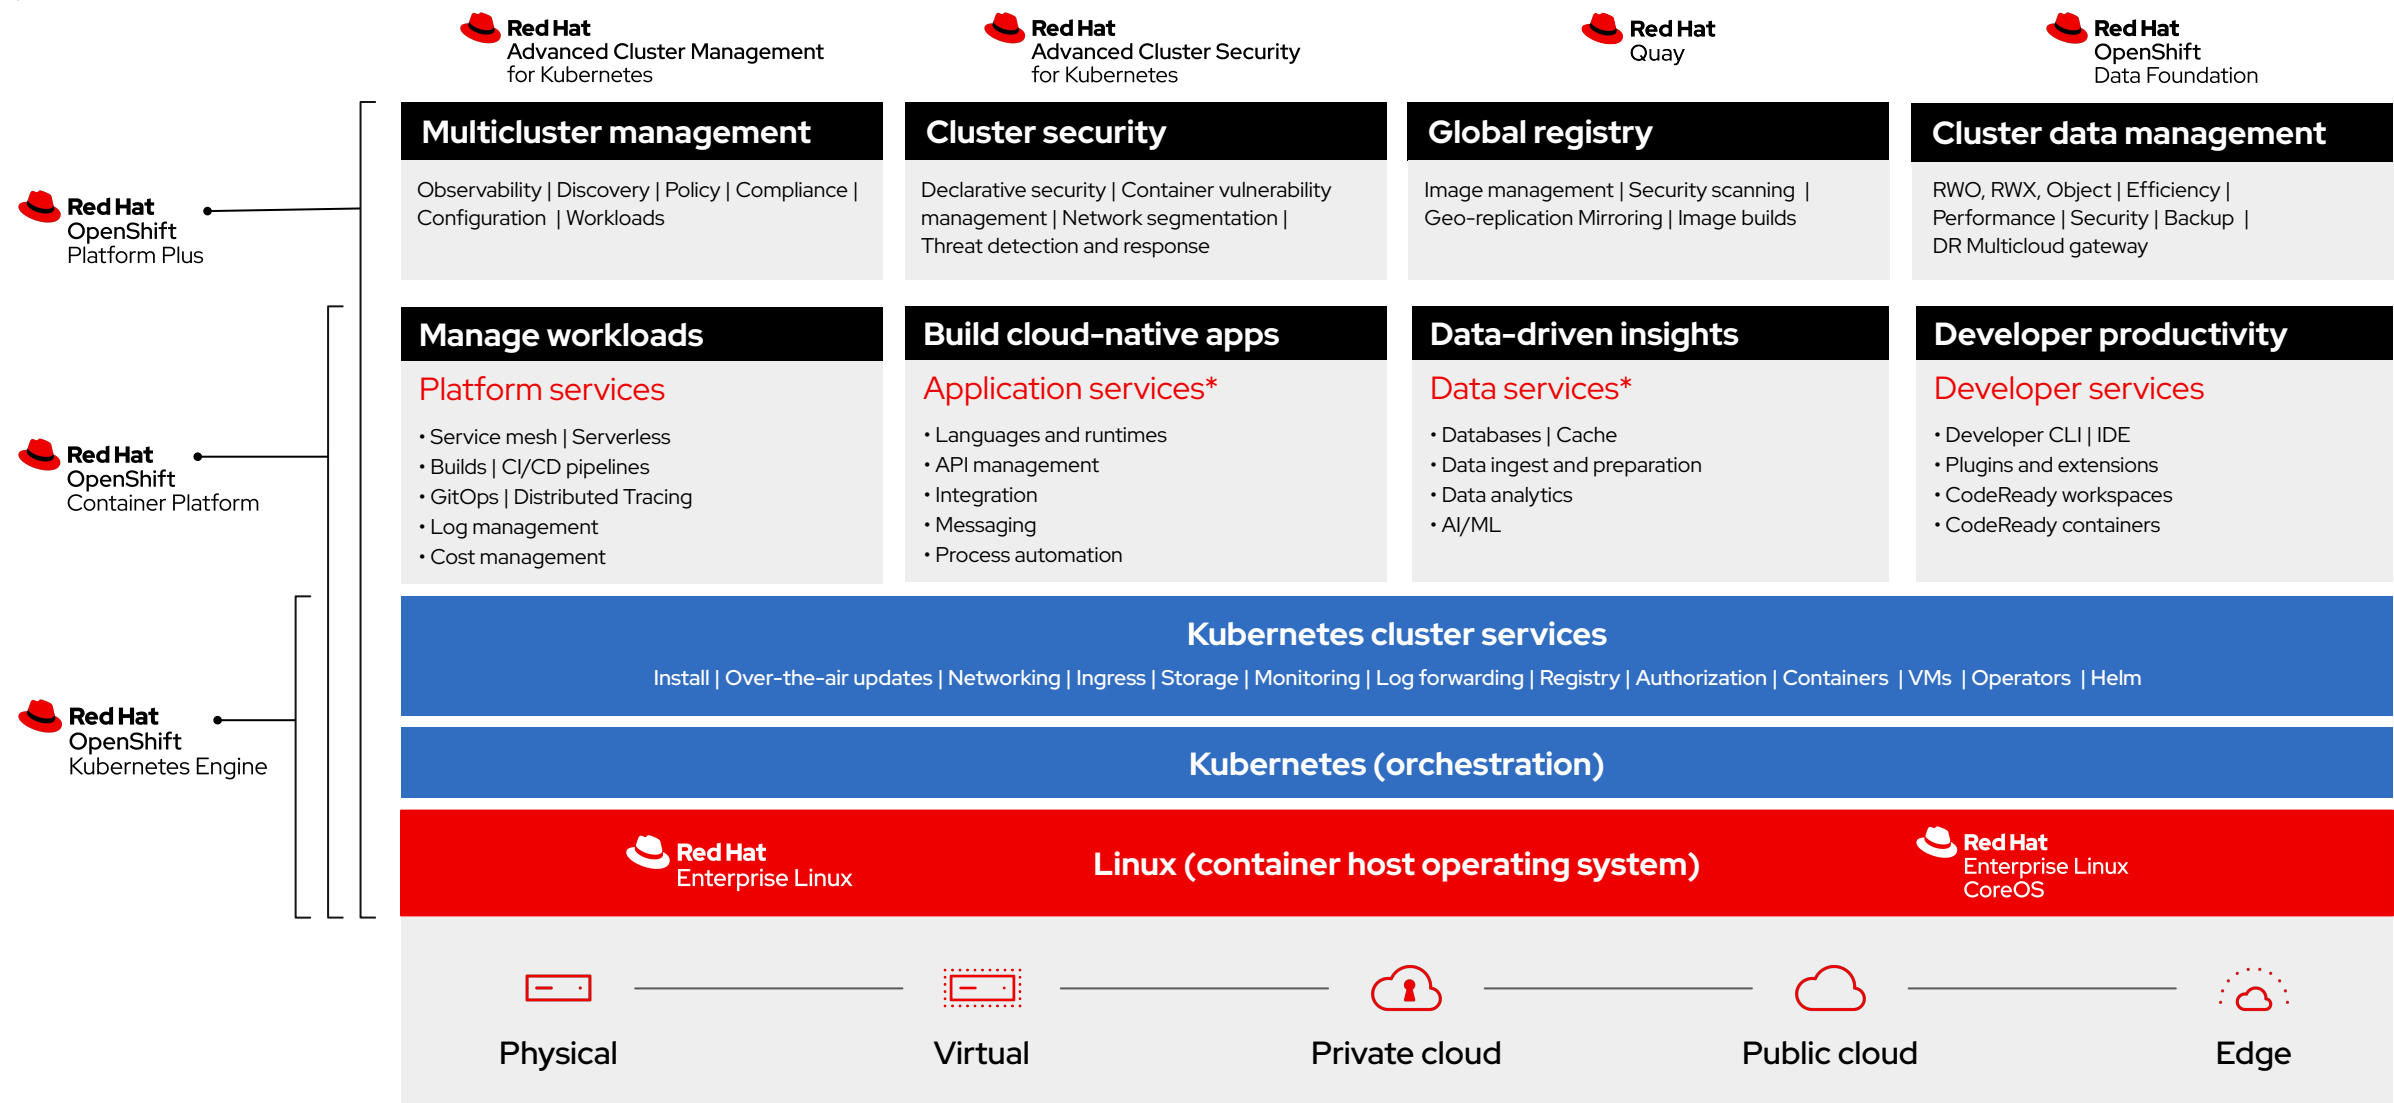 Red Hat
Advanced Cluster Management
for Kubernetes
Red Hat
Advanced Cluster Security
for Kubernetes
Red Hat
Quay
Red Hat
OpenShift
Data Foundation
Red Hat
OpenShift
Platform Plus
Multicluster management
Observability | Discovery | Policy | Compliance |
Configuration | Workloads
Cluster security
Declarative security | Container vulnerability
management | Network segmentation |
Threat detection and response
Global registry
Image management | Security scanning |
Geo-replication Mirroring | Image builds
Cluster data management
RWO, RWX, Object | Efficiency |
Performance | Security | Backup |
DR Multicloud gateway
Red Hat
OpenShift
Container Platform
Manage workloads
Platform services
• Service mesh | Serverless
• Builds | CI/CD pipelines
• GitOps | Distributed Tracing
• Log management
• Cost management
Build cloud-native apps
Application services*
• Languages and runtimes
• API management
• Integration
• Messaging
• Process automation
Data-driven insights
Data services*
• Databases | Cache
• Data ingest and preparation
• Data analytics
• AI/ML
Developer productivity
Developer services
• Developer CLI | IDE
• Plugins and extensions
• CodeReady workspaces
• CodeReady containers
Red Hat
OpenShift
Kubernetes Engine
Kubernetes cluster services
Install | Over-the-air updates | Networking | Ingress | Storage | Monitoring | Log forwarding | Registry | Authorization | Containers | VMs | Operators | Helm
Kubernetes (orchestration)
Red Hat
Enterprise Linux
Linux (container host operating system)
Red Hat
Enterprise Linux
CoreOS
Physical
Virtual
Private cloud
Public cloud
Edge